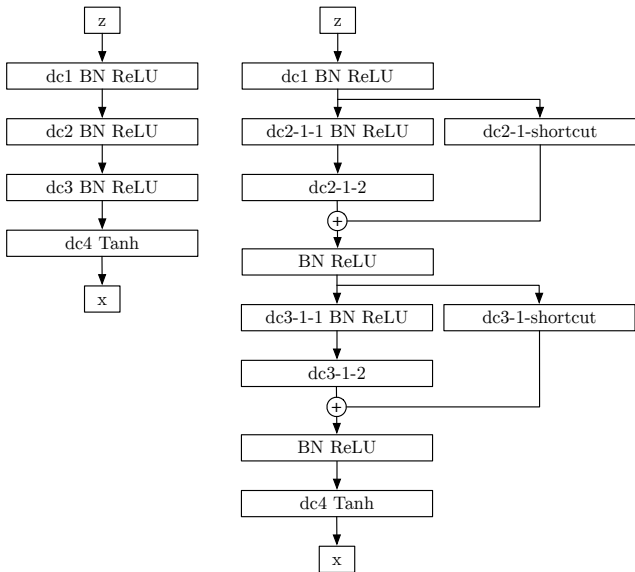 z
dc1 BN ReLU
dc2 BN ReLU
dc3 BN ReLU
dc4 Tanh
x
z
dc1 BN ReLU
dc2-1-1 BN ReLU
dc2-1-shortcut
dc2-1-2
+
BN ReLU
dc3-1-1 BN ReLU
dc3-1-shortcut
dc3-1-2
+
BN ReLU
dc4 Tanh
x